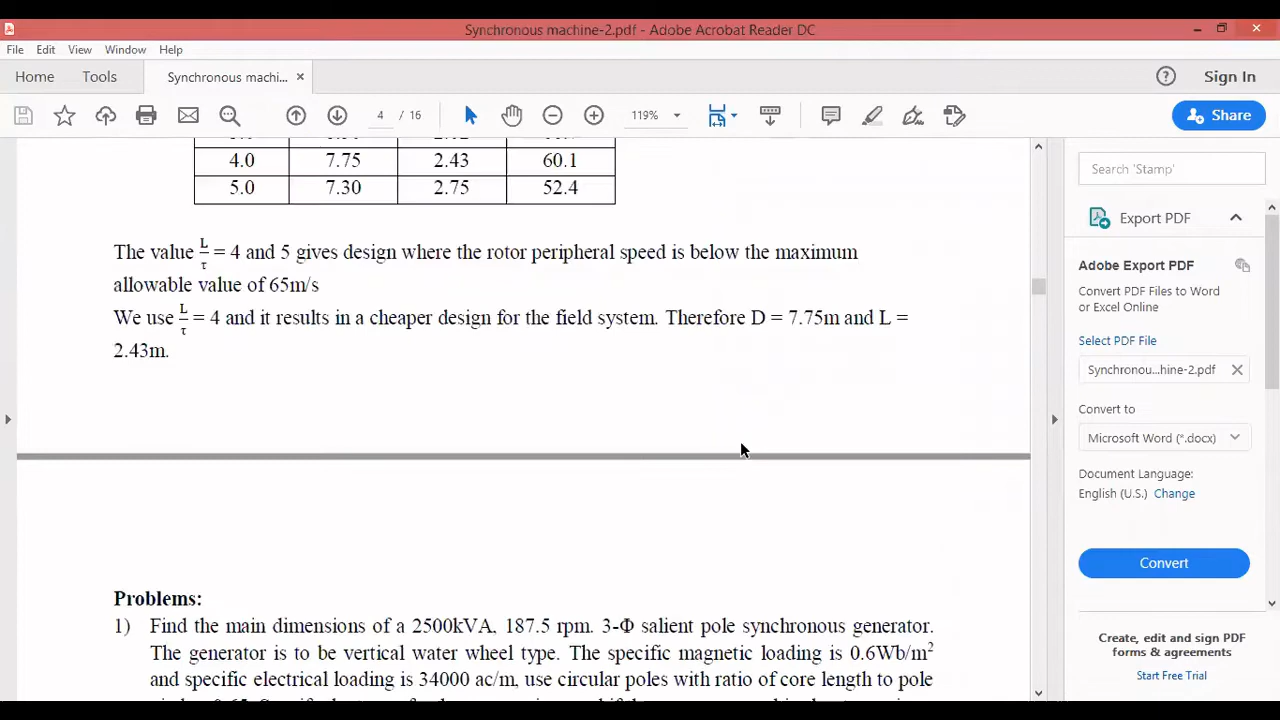 Synchronous machine-2.pdf - Adobe Acrobat Reader DC
File Edit View Window Help
Home Tools Synchronous machi... × Sign In
4 / 16 119% Share
4.0 7.75 2.43 60.1
5.0 7.30 2.75 52.4
The value L/τ = 4 and 5 gives design where the rotor peripheral speed is below the maximum
allowable value of 65m/s
We use L/τ = 4 and it results in a cheaper design for the field system. Therefore D = 7.75m and L =
2.43m.
Problems:
1) Find the main dimensions of a 2500kVA, 187.5 rpm. 3-Φ salient pole synchronous generator.
The generator is to be vertical water wheel type. The specific magnetic loading is 0.6Wb/m²
and specific electrical loading is 34000 ac/m, use circular poles with ratio of core length to pole
Search 'Stamp'
Export PDF
Adobe Export PDF
Convert PDF Files to Word
or Excel Online
Select PDF File
Synchronou...hine-2.pdf
Convert to
Microsoft Word (*.docx)
Document Language:
English (U.S.) Change
Convert
Create, edit and sign PDF
forms & agreements
Start Free Trial